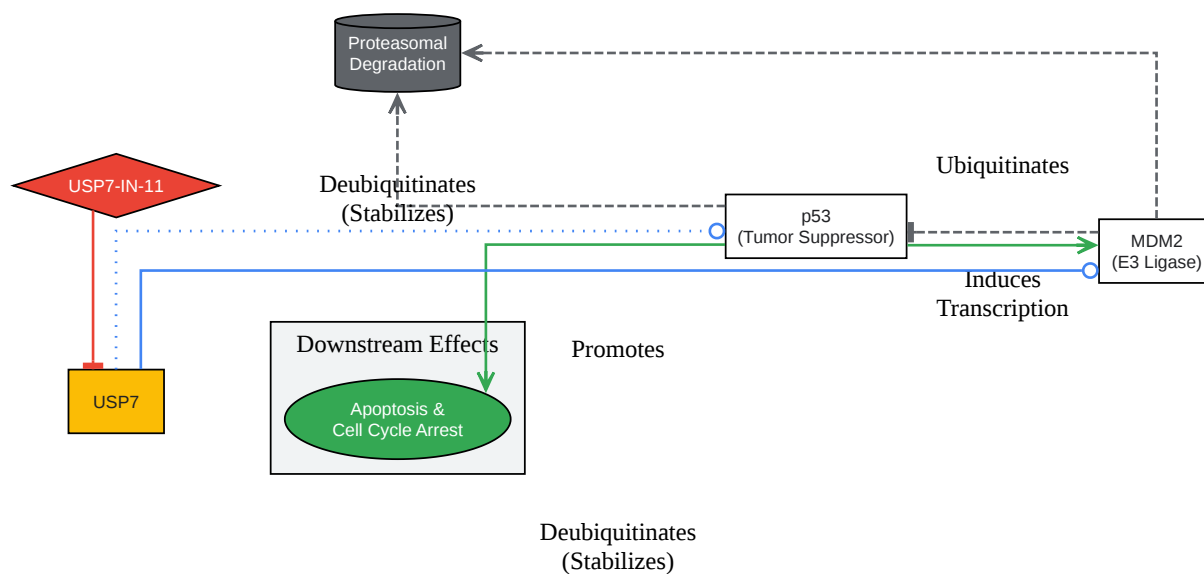 Proteasomal
Degradation
USP7-IN-11
Deubiquitinates
(Stabilizes)
Ubiquitinates
p53
(Tumor Suppressor)
MDM2
(E3 Ligase)
Induces
Transcription
Downstream Effects
Promotes
USP7
Apoptosis &
Cell Cycle Arrest
Deubiquitinates
(Stabilizes)